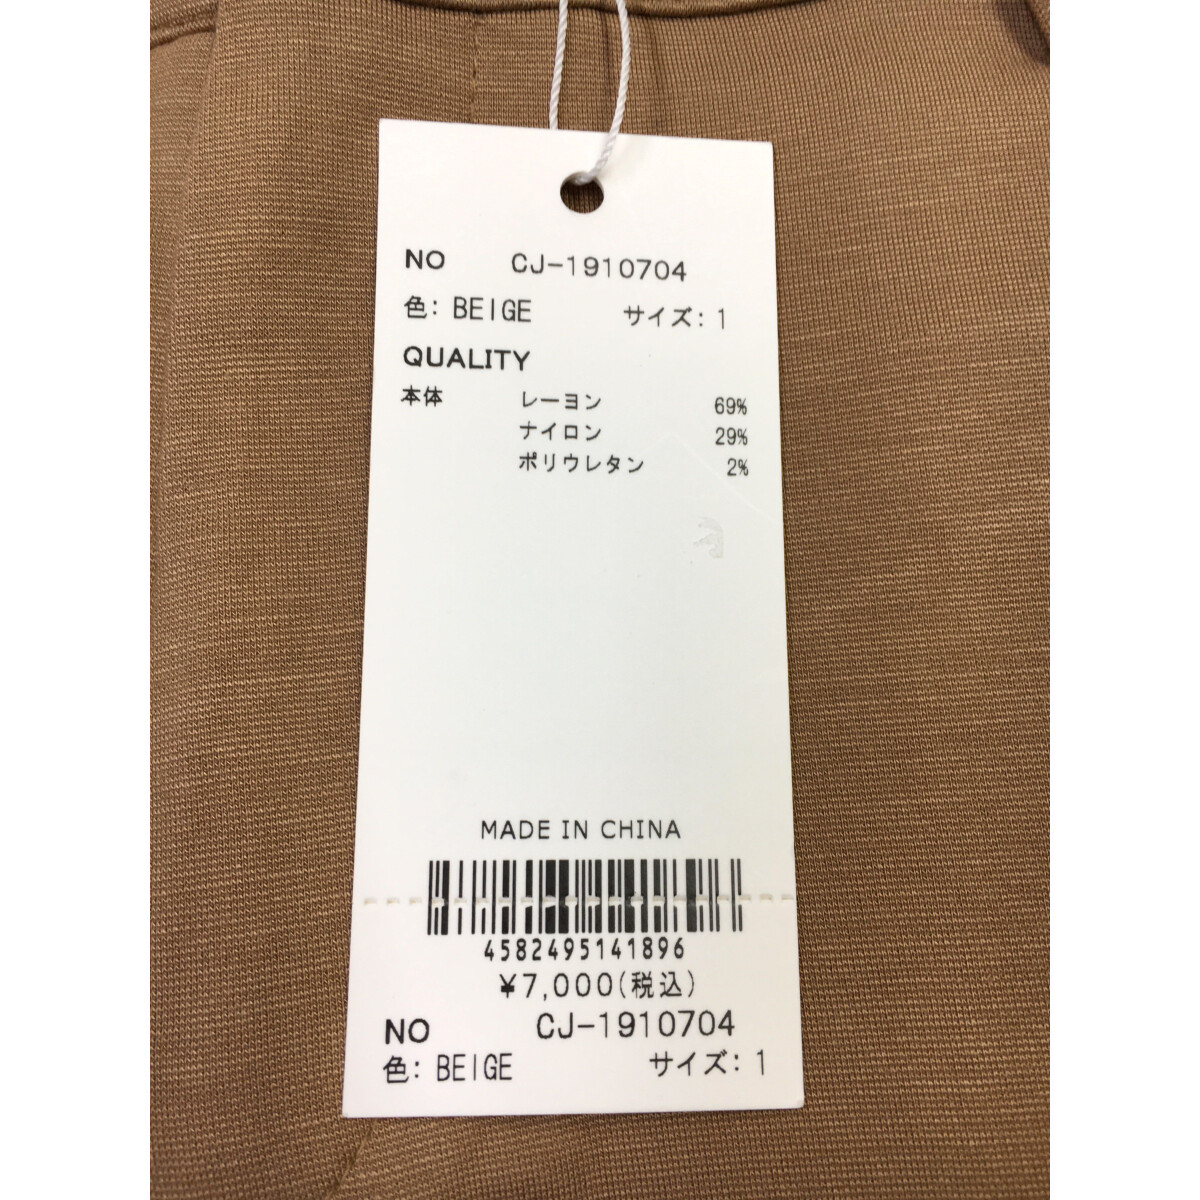 NO CJ-1910704
色: BEIGE サイズ: 1
QUALITY
本体 レーヨン 69%
ナイロン 29%
ポリウレタン 2%
MADE IN CHINA
4582495141896
¥7,000(税込)
NO CJ-1910704
色: BEIGE サイズ: 1